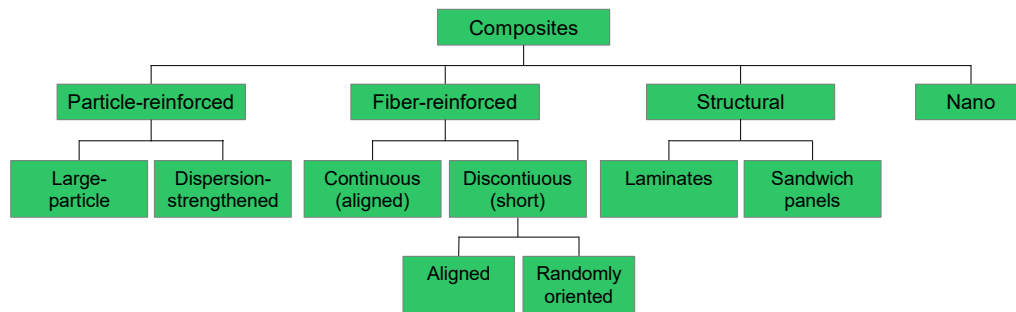 Composites
Particle-reinforced
Fiber-reinforced
Structural
Nano
Large-
particle
Dispersion-
strengthened
Continuous
(aligned)
Discontiuous
(short)
Laminates
Sandwich
panels
Aligned
Randomly
oriented